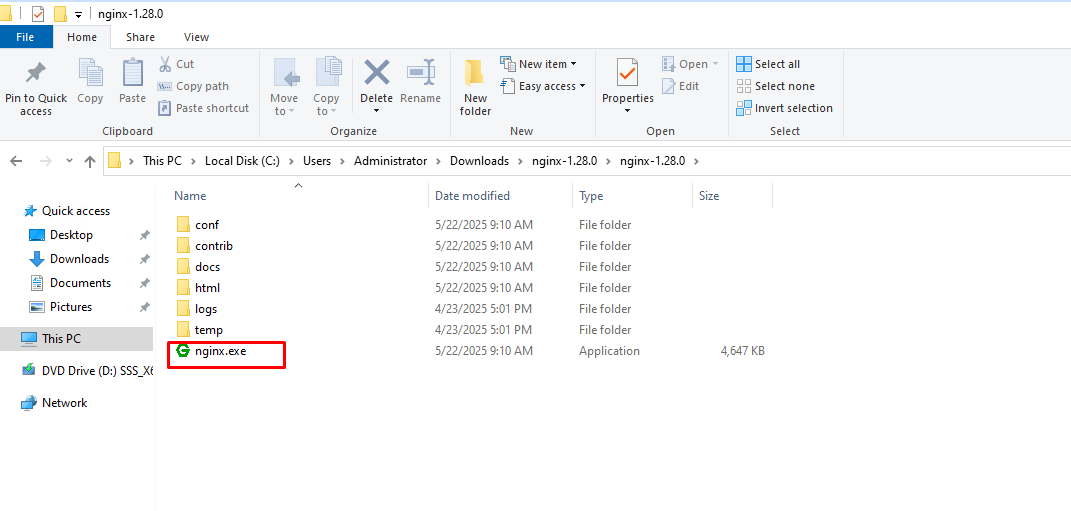 nginx-1.28.0
File Home Share View
Pin to Quick access
Copy
Paste
Cut
Copy path
Paste shortcut
Clipboard
Move to
Copy to
Delete
Rename
Organize
New folder
New item
Easy access
New
Properties
Open
Edit
Open
Select all
Select none
Invert selection
Select
This PC Local Disk (C:) Users Administrator Downloads nginx-1.28.0 nginx-1.28.0
Quick access
Desktop
Downloads
Documents
Pictures
This PC
DVD Drive (D:) SSS_X6
Network
Name Date modified Type Size
conf 5/22/2025 9:10 AM File folder
contrib 5/22/2025 9:10 AM File folder
docs 5/22/2025 9:10 AM File folder
html 5/22/2025 9:10 AM File folder
logs 4/23/2025 5:01 PM File folder
temp 4/23/2025 5:01 PM File folder
nginx.exe 5/22/2025 9:10 AM Application 4,647 KB